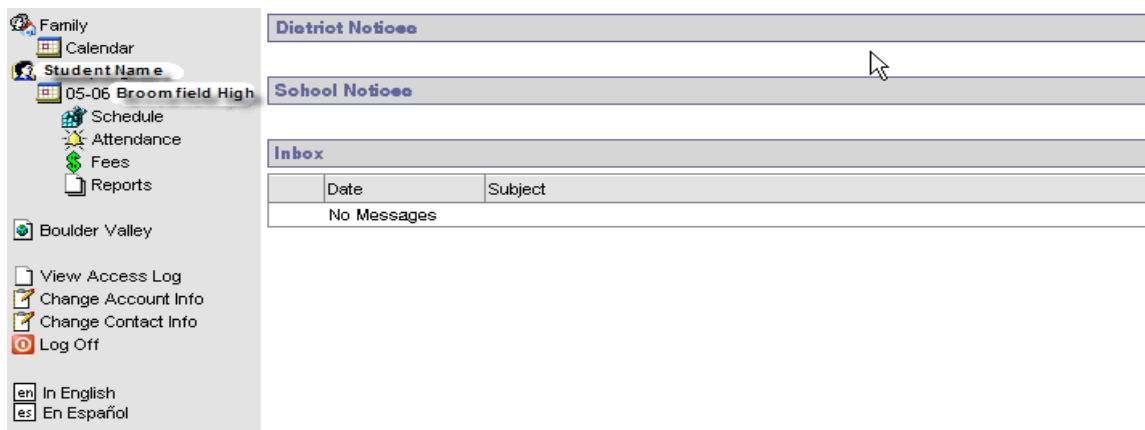 Family
Calendar
Student Name
05-06 Broomfield High
Schedule
Attendance
Fees
Reports
Boulder Valley
View Access Log
Change Account Info
Change Contact Info
Log Off
en In English
es En Español
District Notices
School Notices
Inbox
Date Subject
No Messages